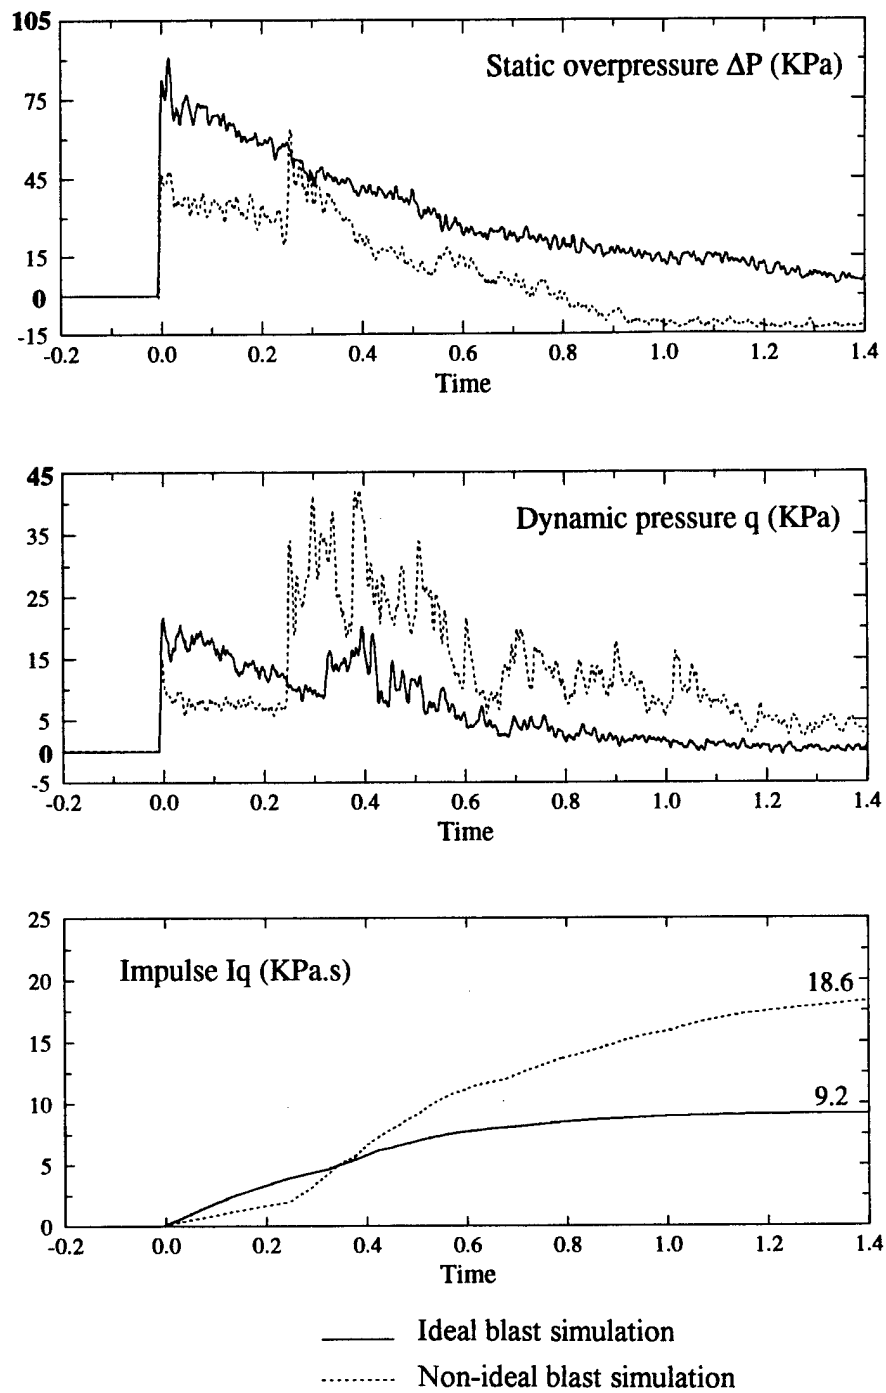 105
Static overpressure ΔP (KPa)
75
45
15
0
-15
-0.2 0.0 0.2 0.4 0.6 0.8 1.0 1.2 1.4
Time
45
Dynamic pressure q (KPa)
35
25
15
5
0
-5
-0.2 0.0 0.2 0.4 0.6 0.8 1.0 1.2 1.4
Time
25
Impulse Iq (KPa.s)
18.6
20
15
9.2
10
5
0
-0.2 0.0 0.2 0.4 0.6 0.8 1.0 1.2 1.4
Time
Ideal blast simulation
Non-ideal blast simulation